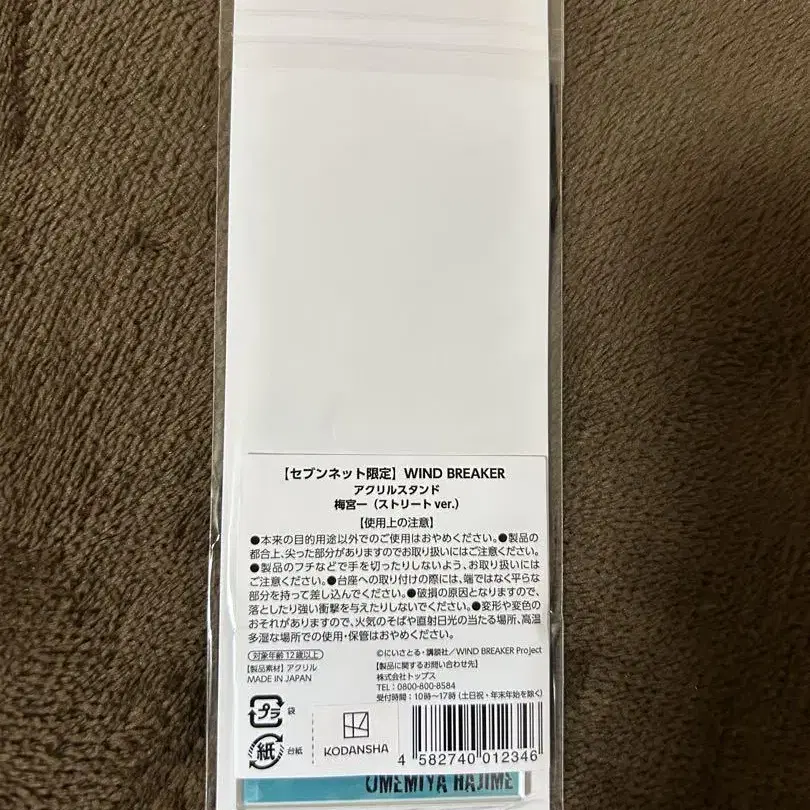 【セブンネット限定】WIND BREAKER
アクリルスタンド
梅宮一（ストリートver.）
【使用上の注意】
●本来の目的用途以外でのご使用はおやめください。●製品の
都合上、尖った部分がありますのでお取り扱いにはご注意ください。
●製品のフチなどで手を切ったりしないよう、お取り扱いには
ご注意ください。●台座への取り付けの際には、端ではなく平らな
部分を持って差し込んでください。●破損の原因となりますので、
落としたり強い衝撃を与えたりしないでください。●変形や変色の
おそれがありますので、火気のそばや直射日光の当たる場所、高温
多湿な場所での使用・保管はおやめください。
対象年齢12歳以上
【製品素材】アクリル
MADE IN JAPAN
©にいさとる・講談社／WIND BREAKER Project
【製品に関するお問い合わせ先】
株式会社トップス
TEL：0800-800-8584
受付時間：10時〜17時（土日祝・年末年始を除く）
プラ 袋
紙 台紙
KODANSHA
4 582740 012346
UMEMIYA HAJIME